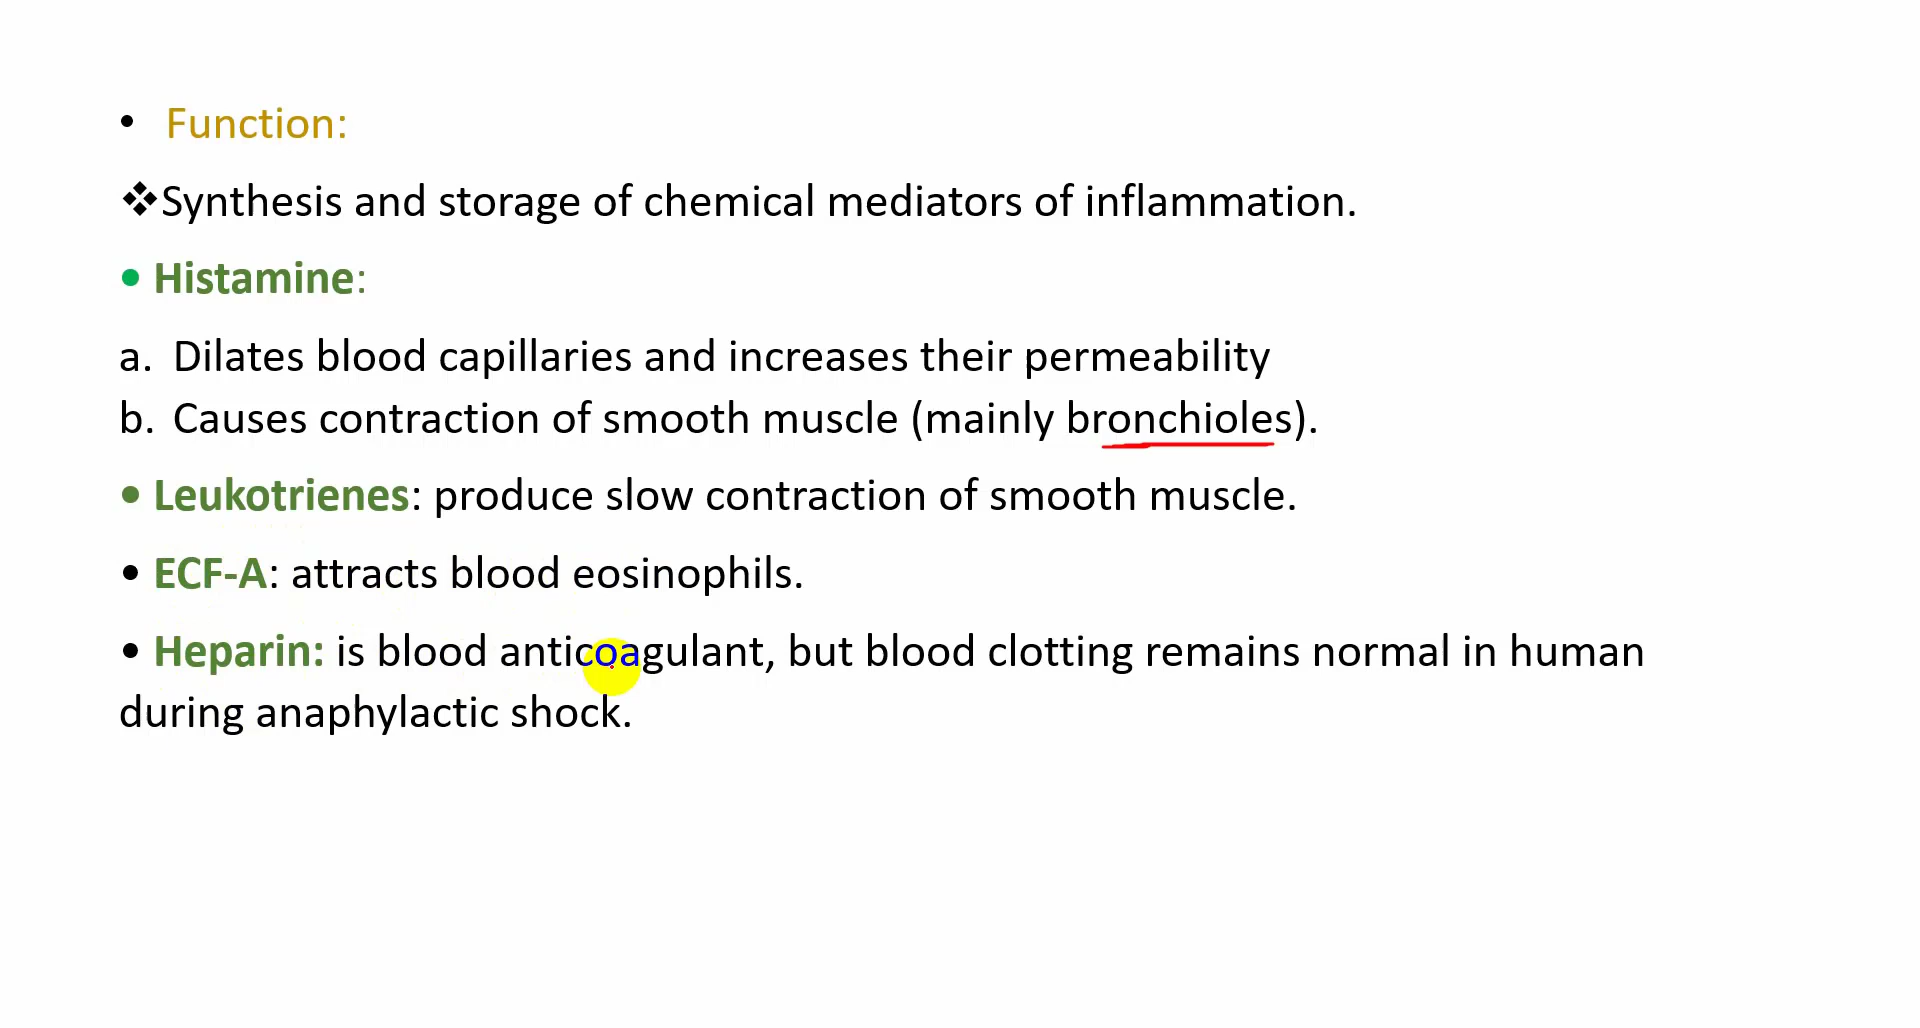 • Function:
❖Synthesis and storage of chemical mediators of inflammation.
• Histamine:
a. Dilates blood capillaries and increases their permeability
b. Causes contraction of smooth muscle (mainly bronchioles).
• Leukotrienes: produce slow contraction of smooth muscle.
• ECF-A: attracts blood eosinophils.
• Heparin: is blood anticoagulant, but blood clotting remains normal in human
during anaphylactic shock.